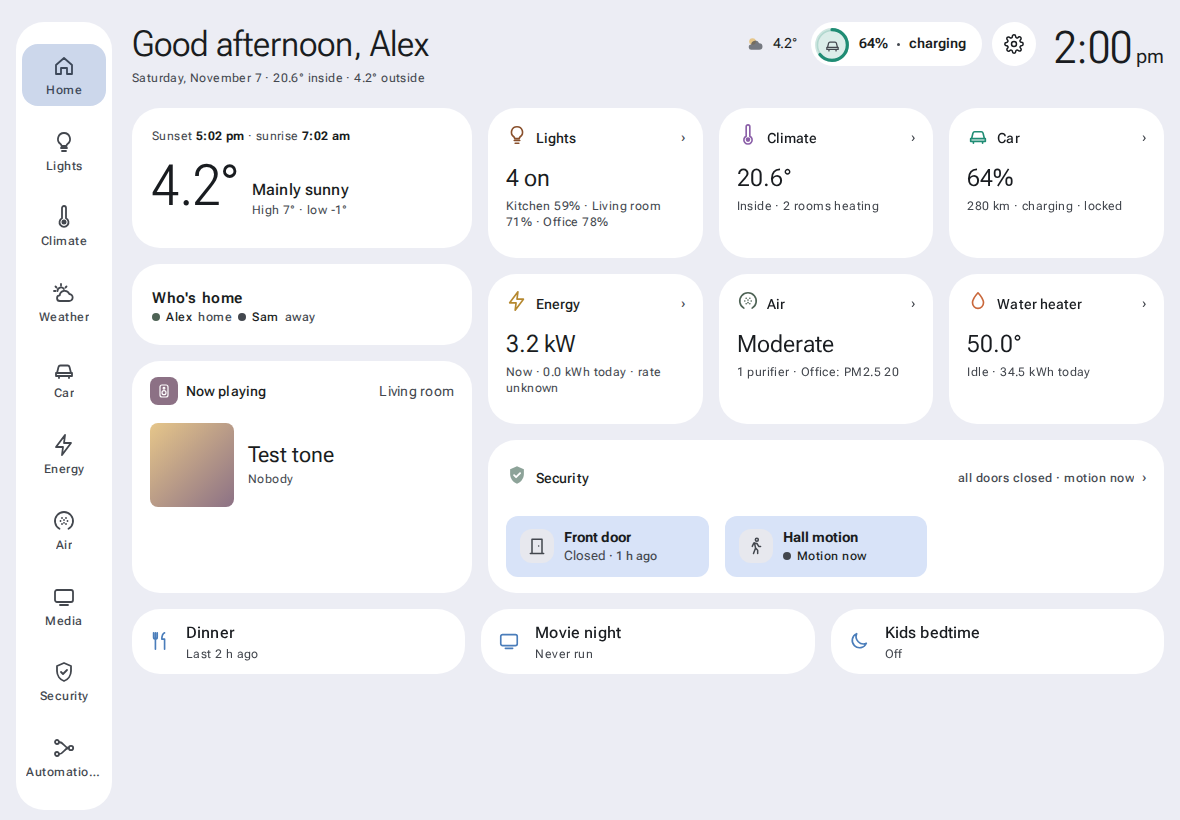 Home
Lights
Climate
Weather
Car
Energy
Air
Media
Security
Automatio...
Good afternoon, Alex
Saturday, November 7 · 20.6° inside · 4.2° outside
4.2°
64% · charging
2:00 pm
Sunset 5:02 pm · sunrise 7:02 am
4.2°
Mainly sunny
High 7° · low -1°
Who's home
Alex home Sam away
Now playing
Living room
Test tone
Nobody
Lights ›
4 on
Kitchen 59% · Living room
71% · Office 78%
Climate ›
20.6°
Inside · 2 rooms heating
Car ›
64%
280 km · charging · locked
Energy ›
3.2 kW
Now · 0.0 kWh today · rate
unknown
Air ›
Moderate
1 purifier · Office: PM2.5 20
Water heater ›
50.0°
Idle · 34.5 kWh today
Security
all doors closed · motion now ›
Front door
Closed · 1 h ago
Hall motion
Motion now
Dinner
Last 2 h ago
Movie night
Never run
Kids bedtime
Off